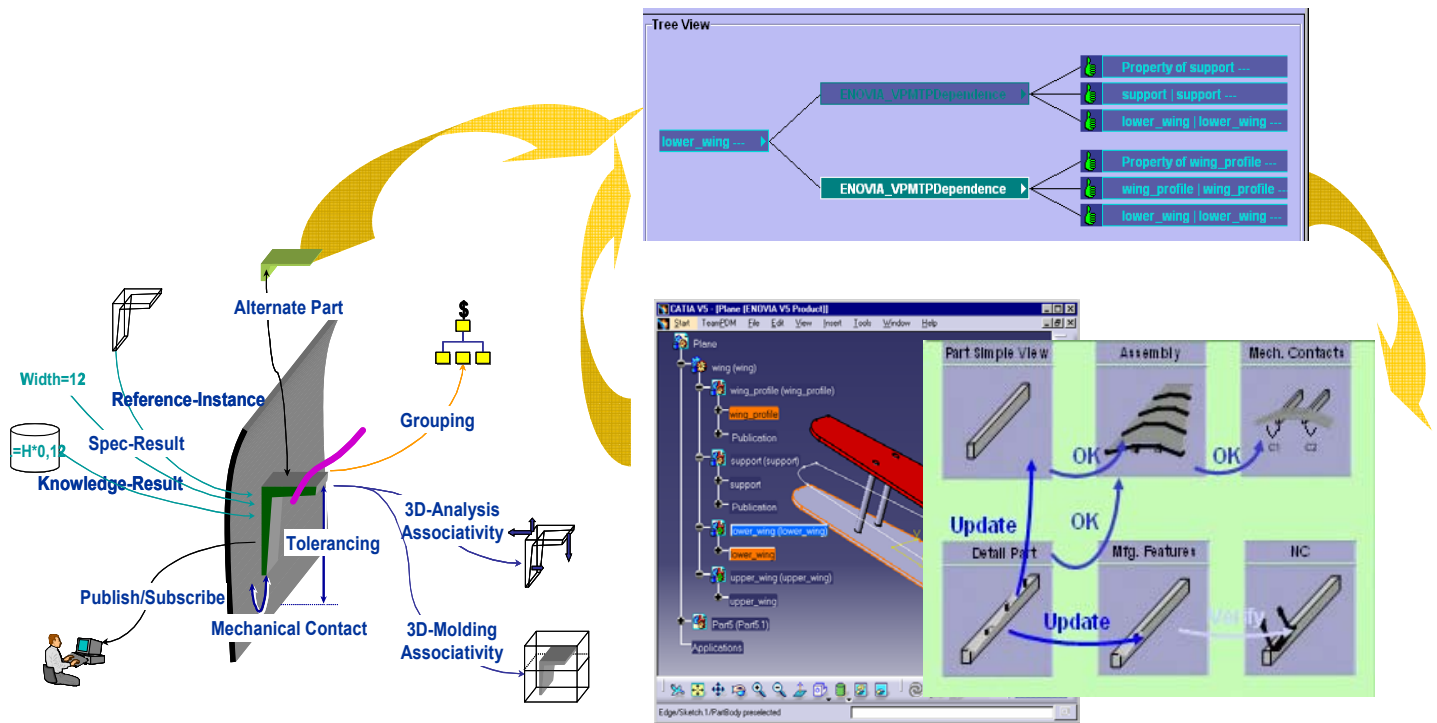 Tree View
Property of support ---
ENOVIA_VPMTPDependence
support | support ---
lower_wing | lower_wing ---
lower_wing ---
Property of wing_profile ---
ENOVIA_VPMTPDependence
wing_profile | wing_profile ---
lower_wing | lower_wing ---
Alternate Part
$
Width=12
Reference-Instance
Grouping
Spec-Result
=H*0,12
Knowledge-Result
3D-Analysis
Associativity
Tolerancing
Publish/Subscribe
Mechanical Contact
3D-Molding
Associativity
CATIA V5 - [Plane [ENOVIA V5 Product]]
Start TeamPDM File Edit View Insert Tools Window Help
Plane
wing (wing)
wing_profile (wing_profile)
wing_profile
Publication
support (support)
support
Publication
lower_wing (lower_wing)
lower_wing
upper_wing (upper_wing)
upper_wing
Part5 (Part5.1)
Applications
Edge/Sketch.1/PartBody preselected
Part Simple View
Assembly
Mech. Contacts
C1
C2
OK
OK
Update
OK
Detail Part
Mfg. Features
NC
Update
Verify